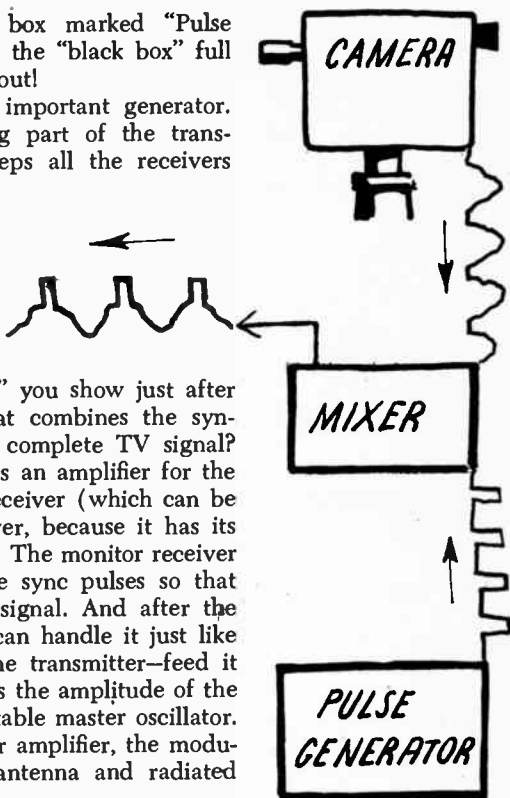 box marked “Pulse
the “black box” full
out!
important generator.
g part of the trans-
eps all the receivers
” you show just after
at combines the syn-
complete TV signal?
s an amplifier for the
eceiver (which can be
ver, because it has its
The monitor receiver
e sync pulses so that
signal. And after the
can handle it just like
ne transmitter—feed it
s the amplitude of the
table master oscillator.
r amplifier, the modu-
antenna and radiated
CAMERA
MIXER
PULSE
GENERATOR